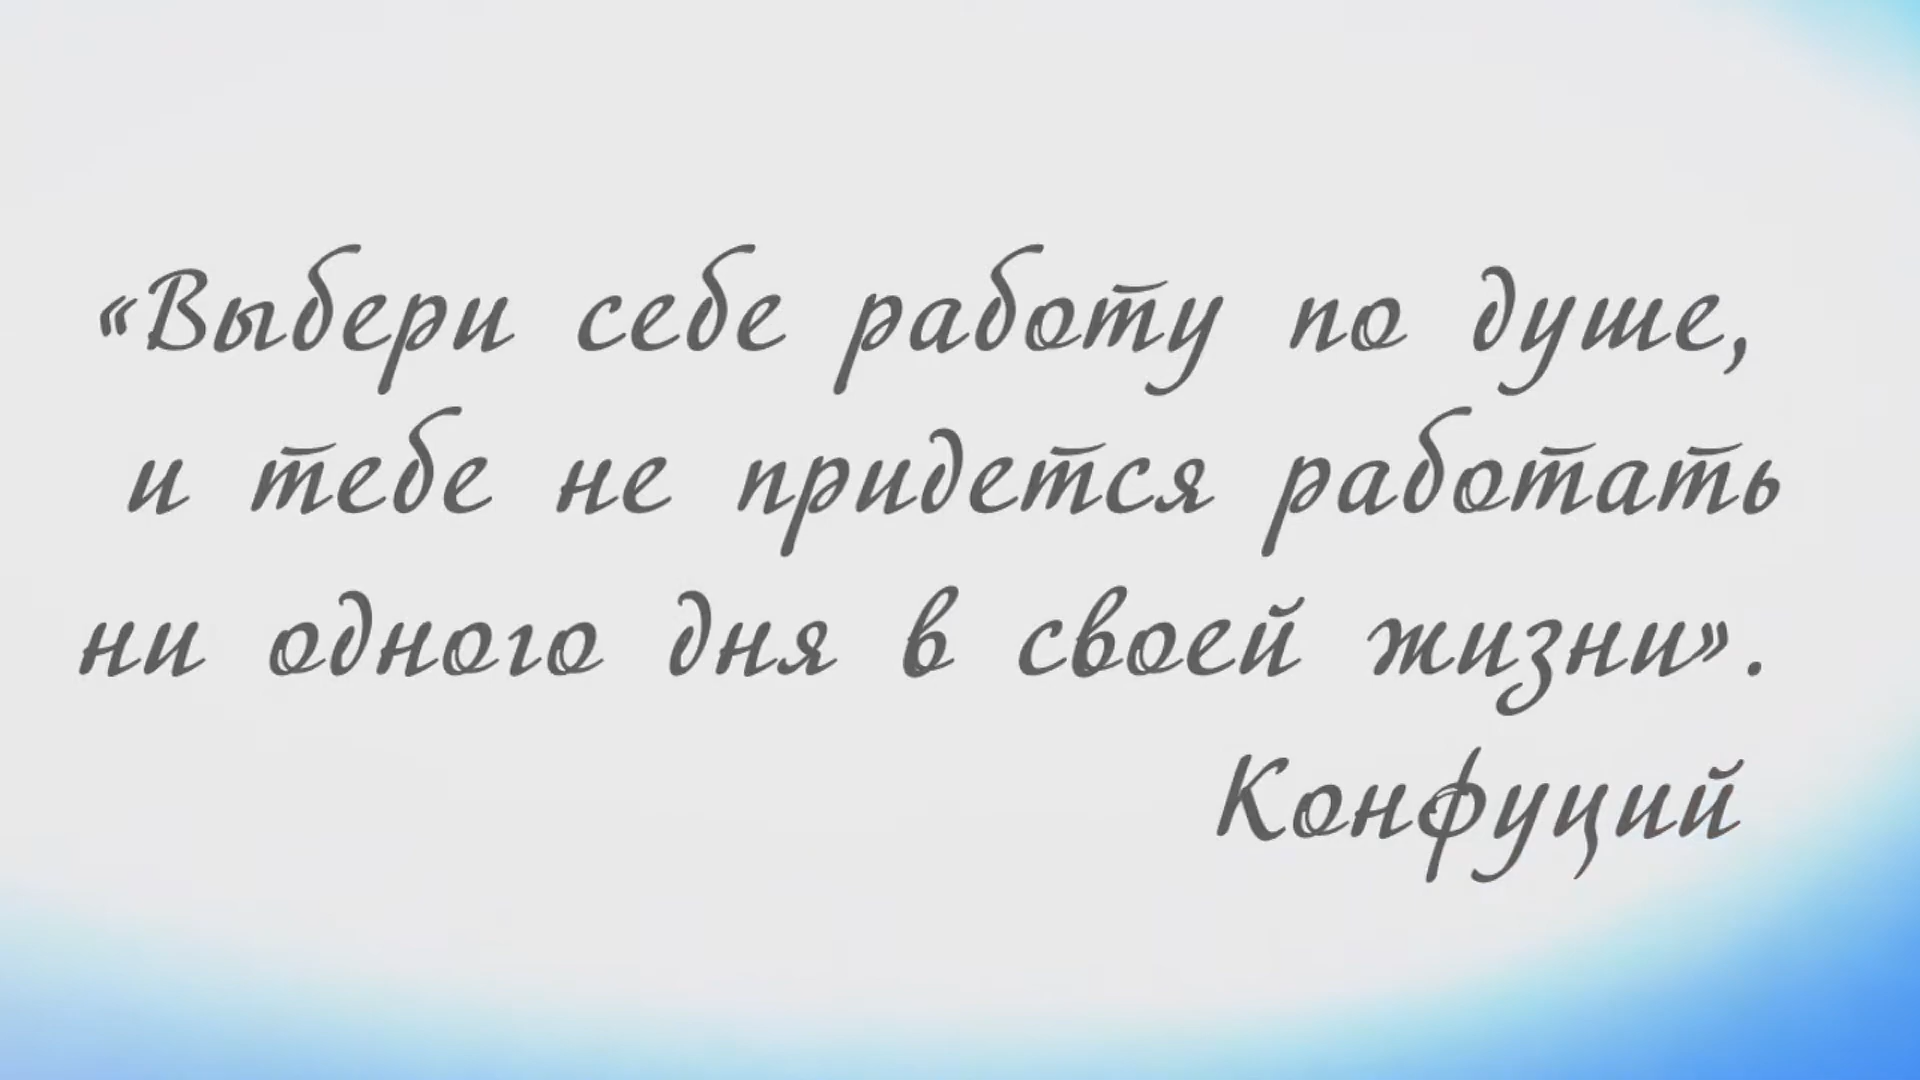 «Выбери себе работу по душе,
и тебе не придется работать
ни одного дня в своей жизни».
Конфуций